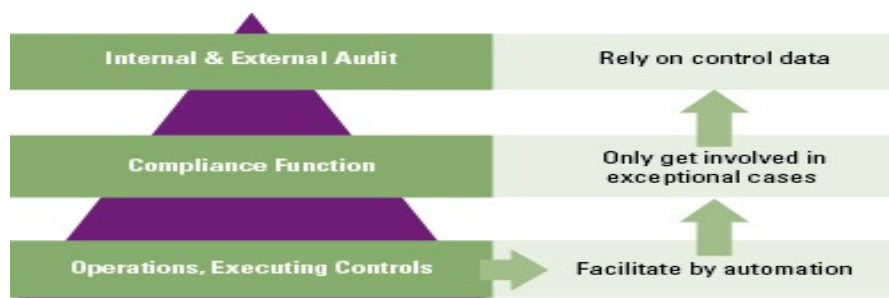 Internal & External Audit
Rely on control data
Compliance Function
Only get involved in
exceptional cases
Operations, Executing Controls
Facilitate by automation